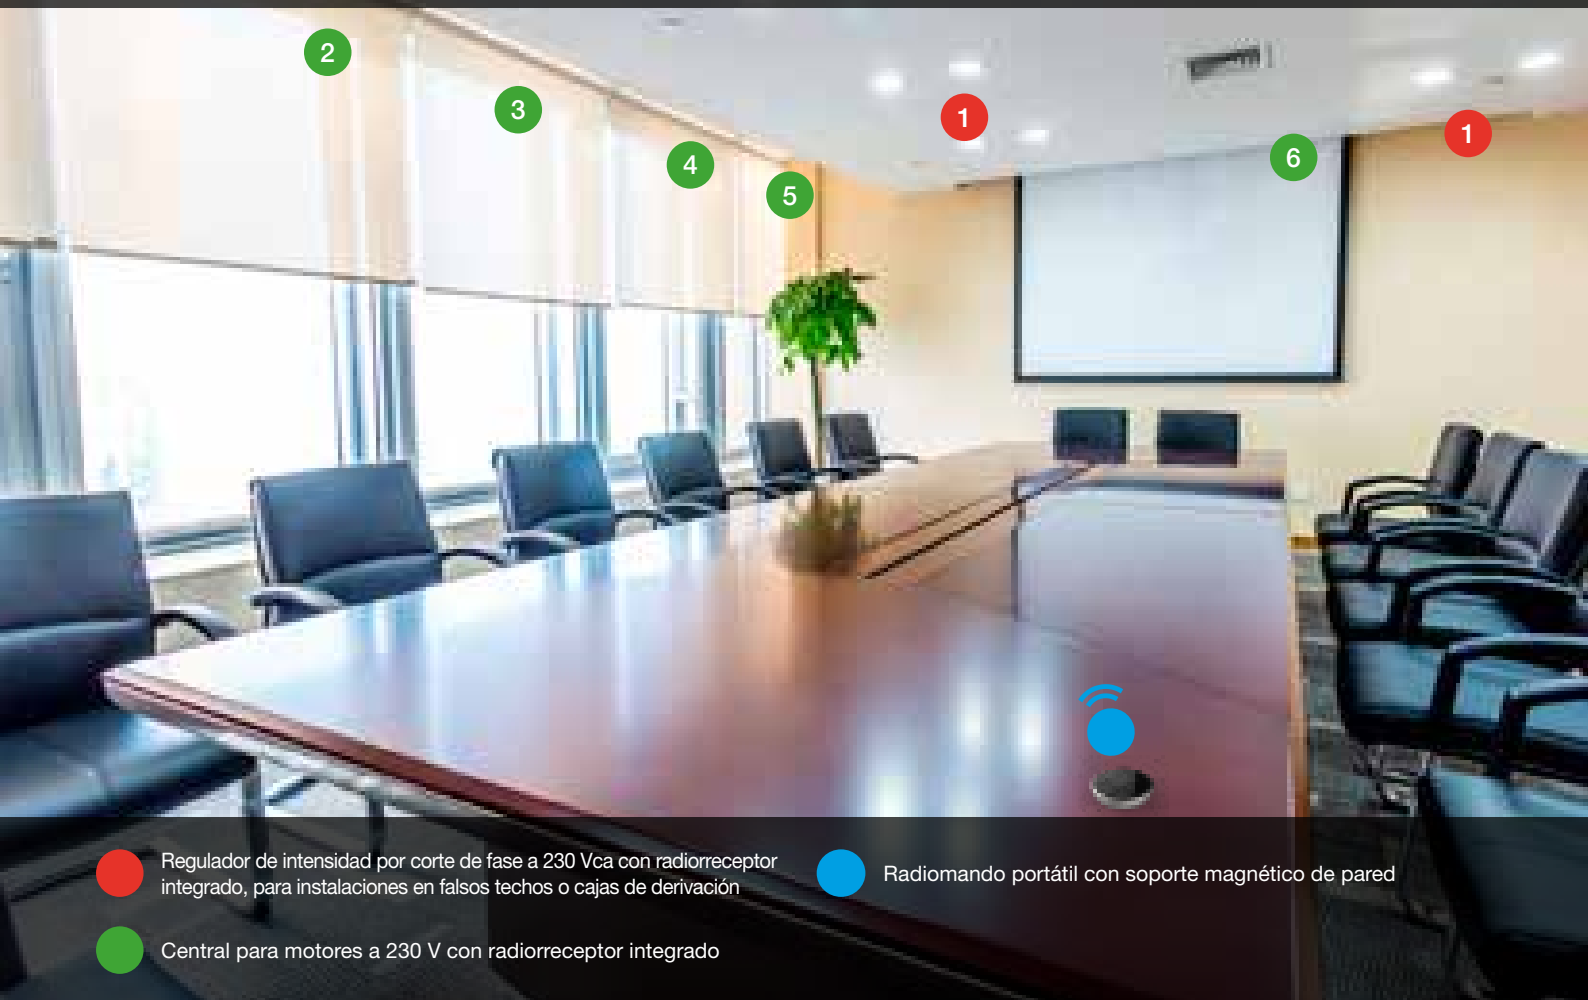 2
3
1
1
4
6
5
Regulador de intensidad por corte de fase a 230 Vca con radiorreceptor
integrado, para instalaciones en falsos techos o cajas de derivación
Radiomando portátil con soporte magnético de pared
Central para motores a 230 V con radiorreceptor integrado